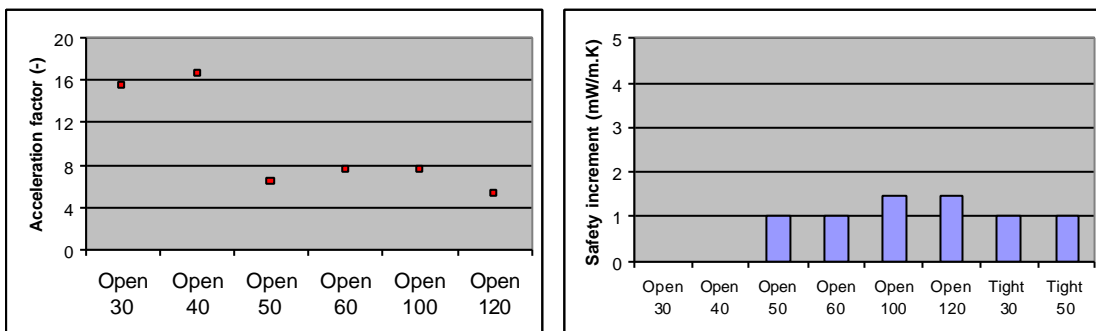 Acceleration factor (-)
20
16
12
8
4
0
Open 30
Open 40
Open 50
Open 60
Open 100
Open 120
Safety increment (mW/m.K)
5
4
3
2
1
0
Open 30
Open 40
Open 50
Open 60
Open 100
Open 120
Tight 30
Tight 50